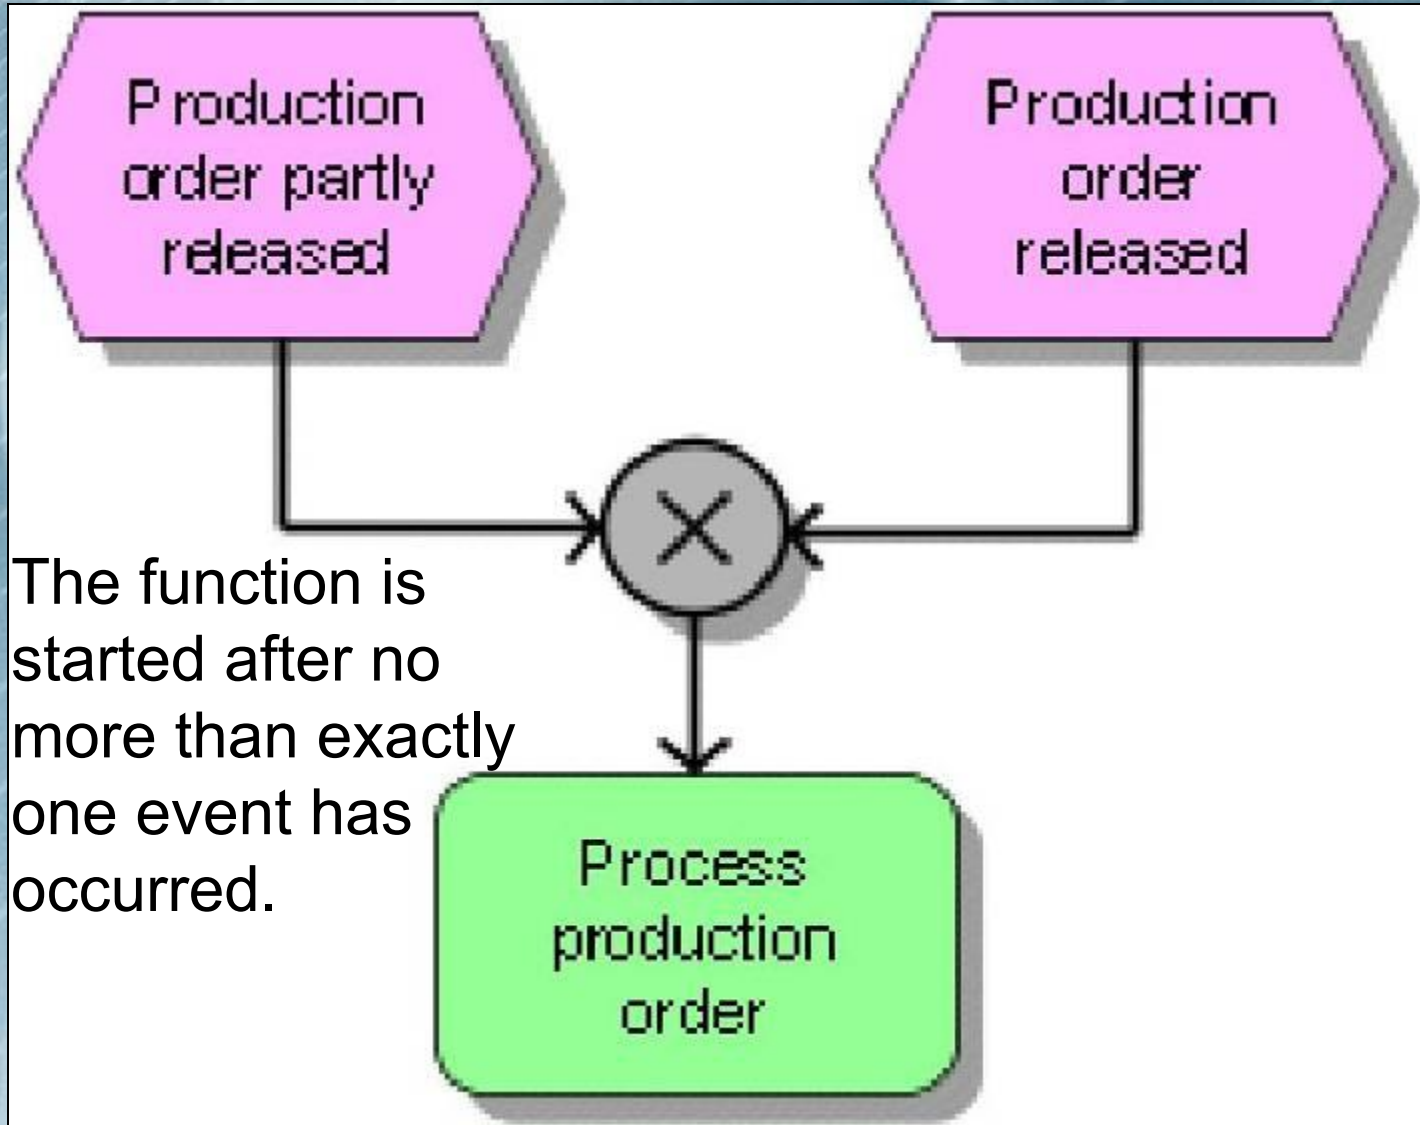 Production
order partly
released
Production
order
released
The function is
started after no
more than exactly
one event has
occurred.
Process
production
order